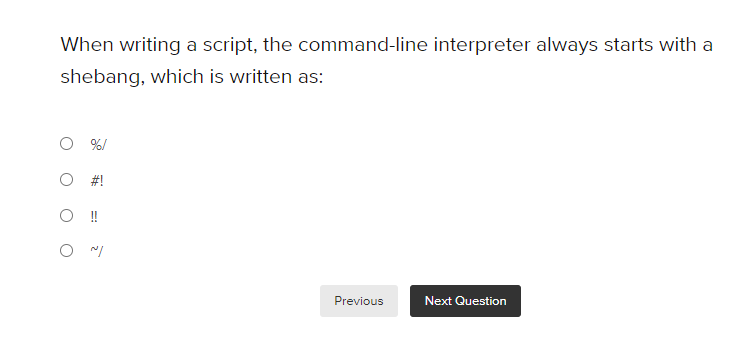 When writing a script, the command-line interpreter always starts with a
shebang, which is written as:
%/
#!
!!
~/
Previous
Next Question